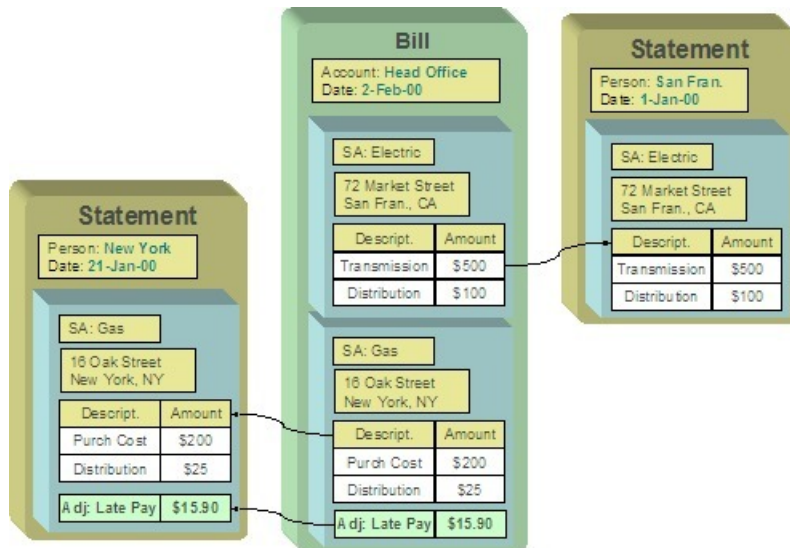 Statement
Person: New York
Date: 21-Jan-00
SA: Gas
16 Oak Street
New York, NY
Descript. Amount
Purch Cost $200
Distribution $25
Adj: Late Pay $15.90
Bill
Account: Head Office
Date: 2-Feb-00
SA: Electric
72 Market Street
San Fran., CA
Descript. Amount
Transmission $500
Distribution $100
SA: Gas
16 Oak Street
New York, NY
Descript. Amount
Purch Cost $200
Distribution $25
Adj: Late Pay $15.90
Statement
Person: San Fran.
Date: 1-Jan-00
SA: Electric
72 Market Street
San Fran., CA
Descript. Amount
Transmission $500
Distribution $100